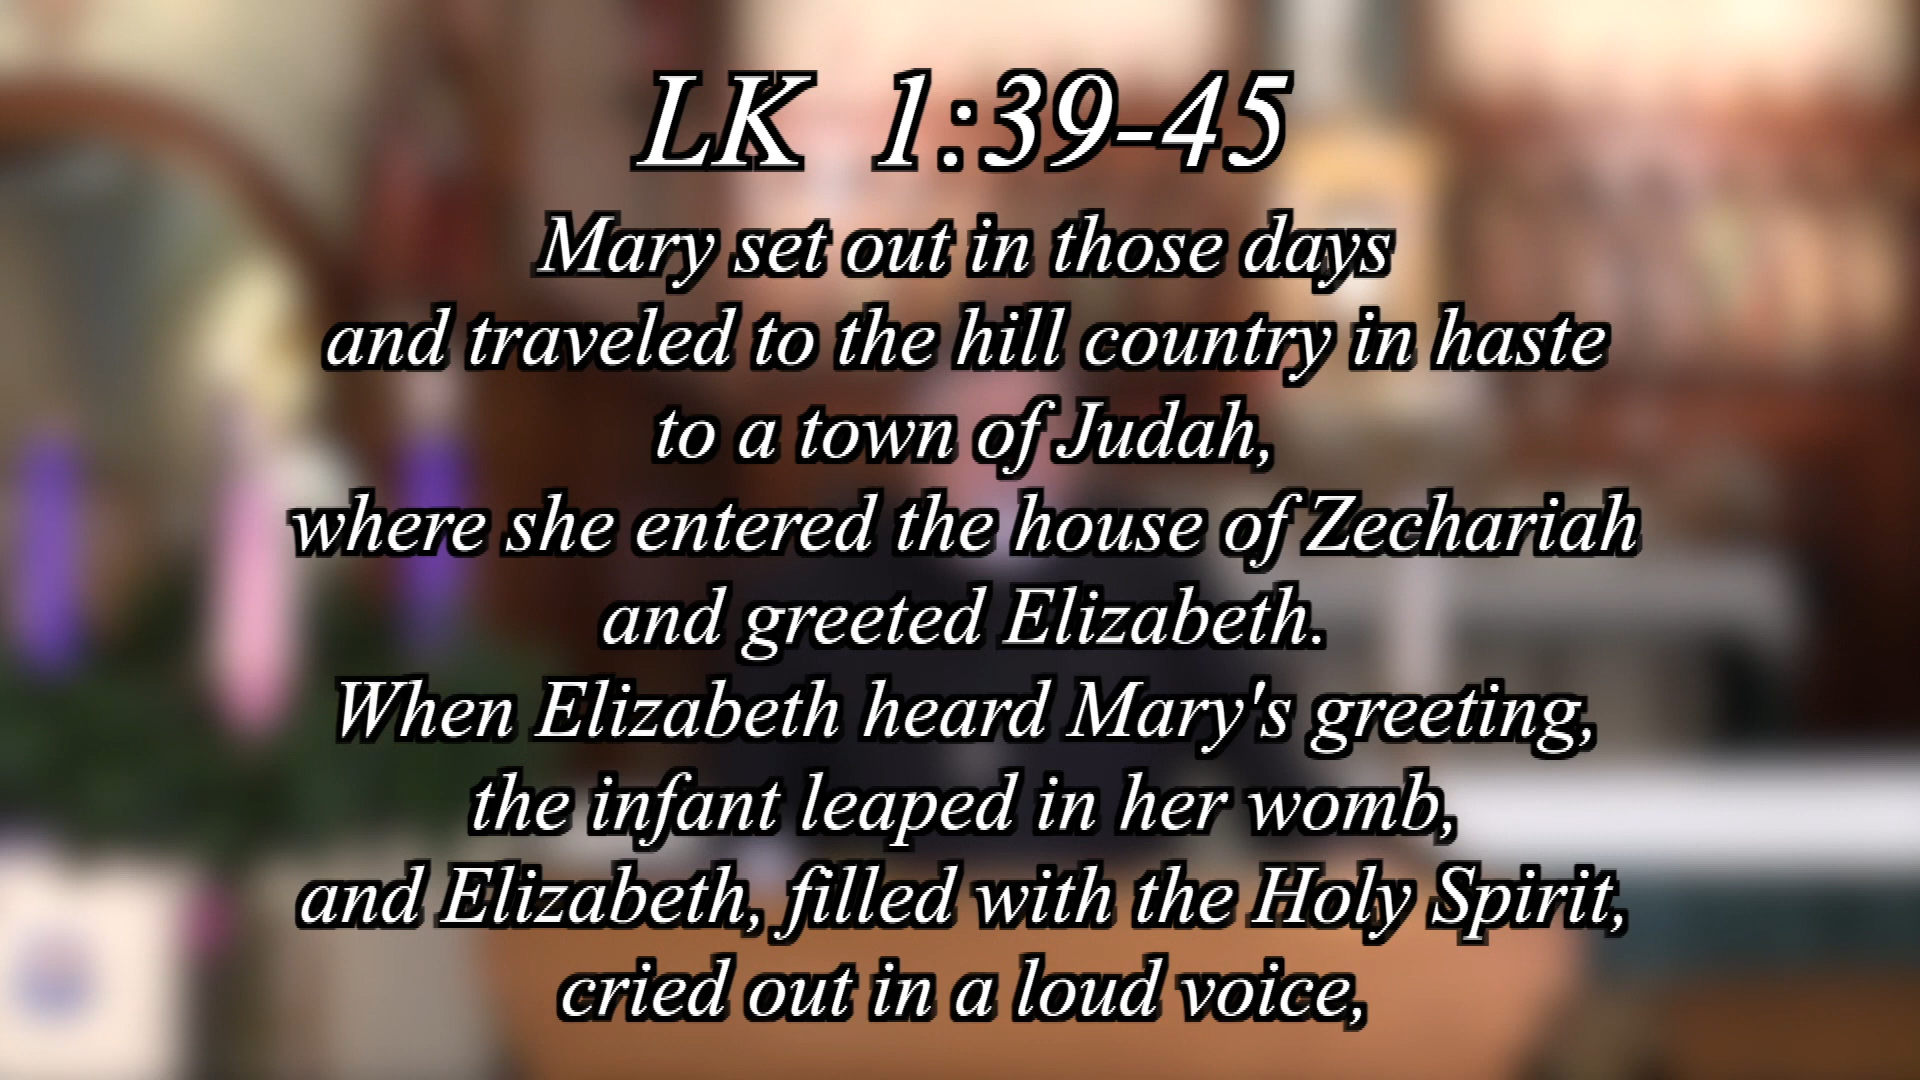 LK 1:39-45
Mary set out in those days
and traveled to the hill country in haste
to a town of Judah,
where she entered the house of Zechariah
and greeted Elizabeth.
When Elizabeth heard Mary's greeting,
the infant leaped in her womb,
and Elizabeth, filled with the Holy Spirit,
cried out in a loud voice,